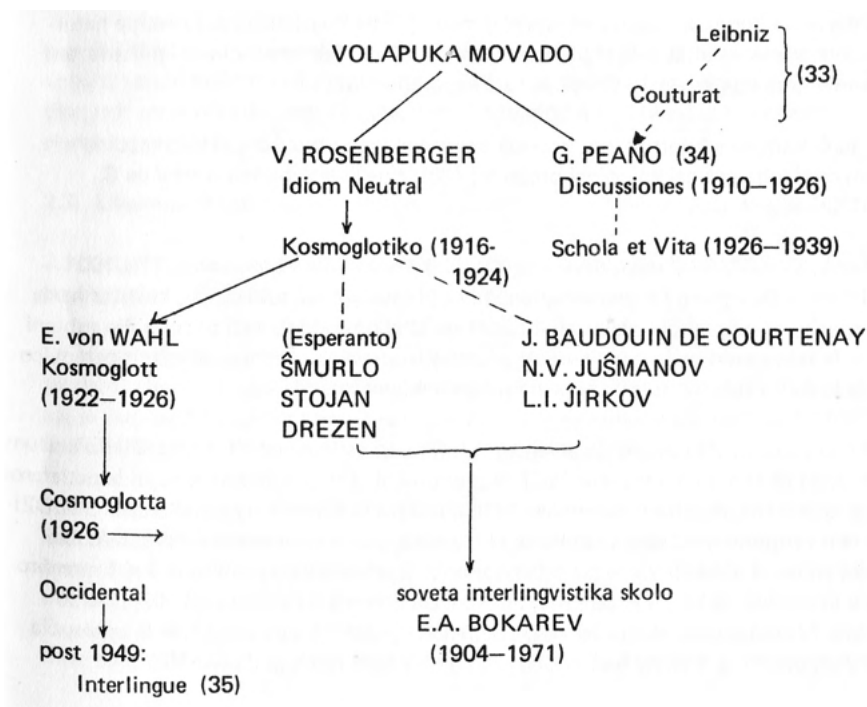 VOLAPUKA MOVADO
Leibniz
Couturat
(33)
V. ROSENBERGER
Idiom Neutral
G. PEANO (34)
Discussiones (1910—1926)
Kosmoglotiko (1916-
1924)
Schola et Vita (1926—1939)
E. von WAHL
Kosmoglott
(1922—1926)
(Esperanto)
ŜMURLO
STOJAN
DREZEN
J. BAUDOUIN DE COURTENAY
N.V. JUŜMANOV
L.I. ĴIRKOV
Cosmoglotta
(1926
Occidental
post 1949:
Interlingue (35)
soveta interlingvistika skolo
E.A. BOKAREV
(1904—1971)